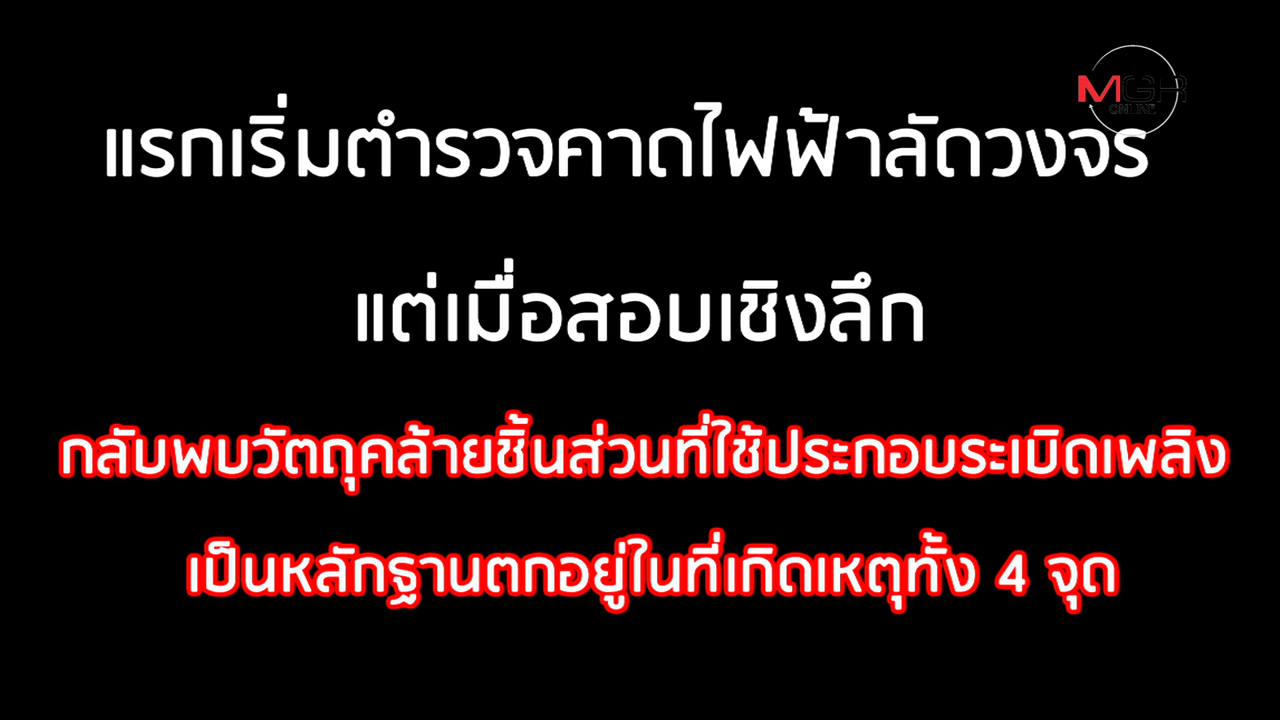 MGR
ONLINE
แรกเริ่มตำรวจคาดไฟฟ้าลัดวงจร
แต่เมื่อสอบเชิงลึก
กลับพบวัตถุคล้ายชิ้นส่วนที่ใช้ประกอบระเบิดเพลิง
เป็นหลักฐานตกอยู่ในที่เกิดเหตุทั้ง 4 จุด